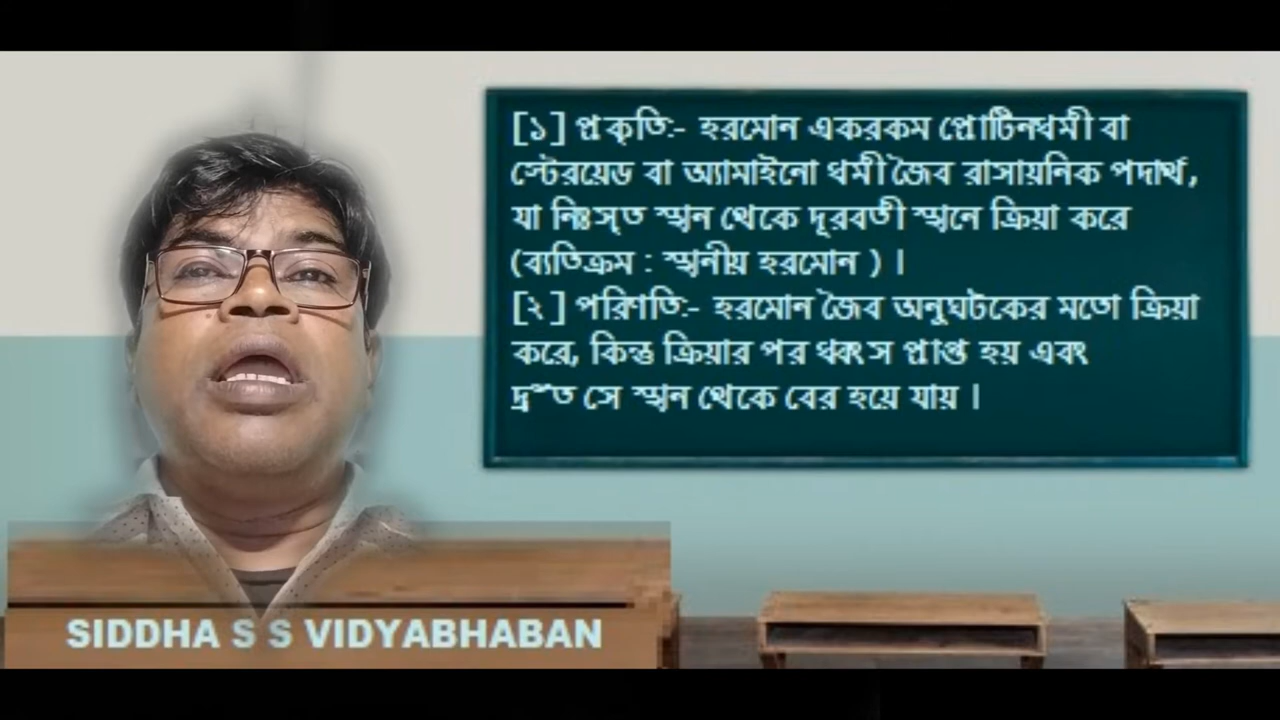 [১] প্রকৃতি:- হরমোন একরকম প্রোটিনধর্মী বা
স্টেরয়েড বা অ্যামাইনো ধর্মী জৈব রাসায়নিক পদার্থ,
যা নিঃসৃত স্থান থেকে দূরবর্তী স্থানে ক্রিয়া করে
(ব্যতিক্রম : স্থানীয় হরমোন ) ।
[২] পরিণতি:- হরমোন জৈব অনুঘটকের মতো ক্রিয়া
করে, কিন্তু ক্রিয়ার পর ধ্বংস প্রাপ্ত হয় এবং
দ্রুত সে স্থান থেকে বের হয়ে যায় ।
SIDDHA S S VIDYABHABAN